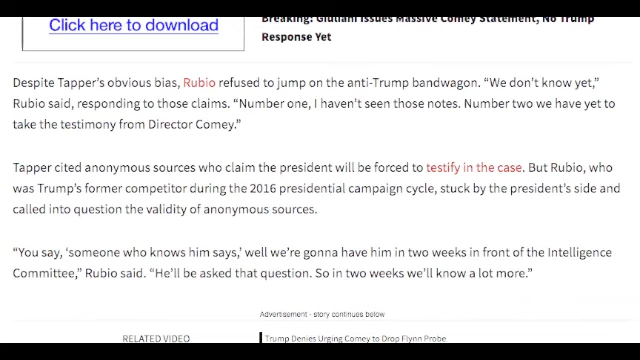 Click here to download
Breaking: Giuliani Issues Massive Comey Statement, No Trump
Response Yet
Despite Tapper's obvious bias, Rubio refused to jump on the anti-Trump bandwagon. “We don't know yet,”
Rubio said, responding to those claims. “Number one, I haven't seen those notes. Number two we have yet to
take the testimony from Director Comey.”
Tapper cited anonymous sources who claim the president will be forced to testify in the case. But Rubio, who
was Trump's former competitor during the 2016 presidential campaign cycle, stuck by the president's side and
called into question the validity of anonymous sources.
“You say, ‘someone who knows him says,’ well we're gonna have him in two weeks in front of the Intelligence
Committee,” Rubio said. “He'll be asked that question. So in two weeks we'll know a lot more.”
Advertisement - story continues below
RELATED VIDEO
Trump Denies Urging Comey to Drop Flynn Probe